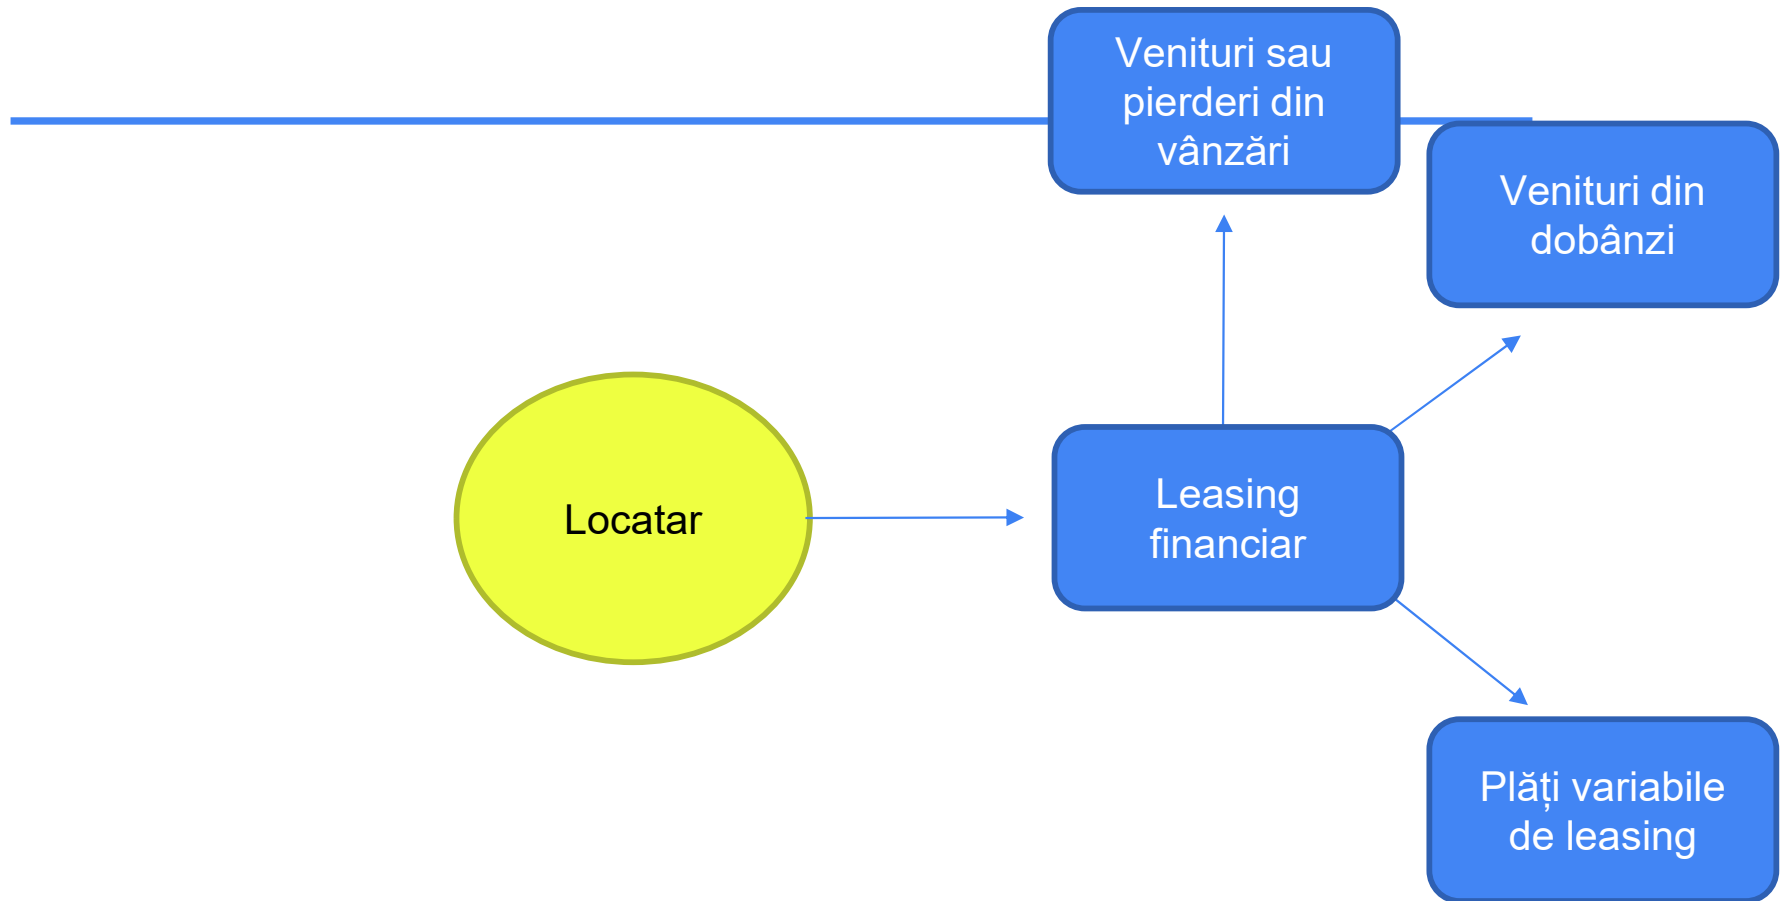 Venituri sau
pierderi din
vânzări
Venituri din
dobânzi
Locatar
Leasing
financiar
Plăți variabile
de leasing